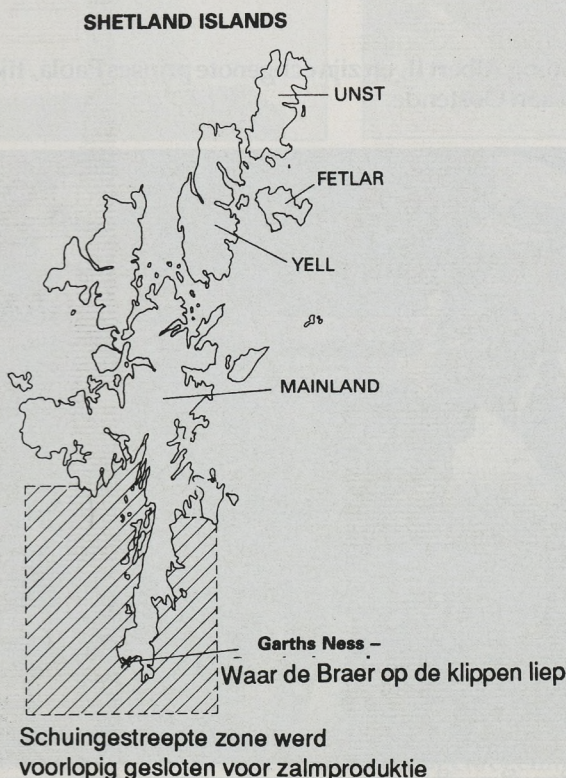 SHETLAND ISLANDS
UNST
FETLAR
YELL
MAINLAND
Garths Ness –
Waar de Braer op de klippen liep
Schuingestreepte zone werd
voorlopig gesloten voor zalmproduktie